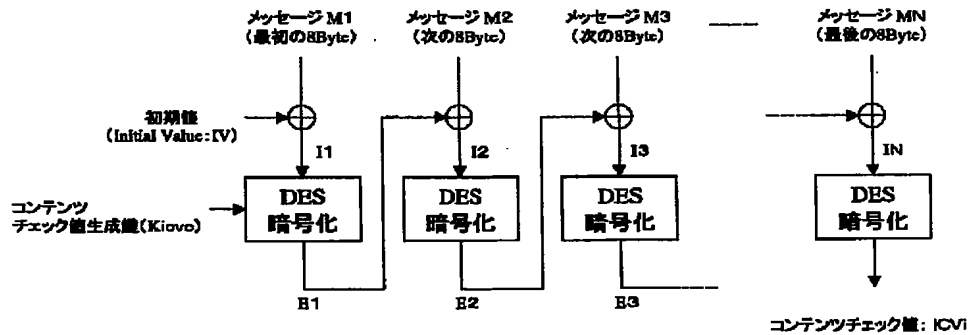 メッセージ M1
(最初の8Byte)
メッセージ M2
(次の8Byte)
メッセージ M3
(次の8Byte)
メッセージ MN
(最後の8Byte)
初期値
(Initial Value:IV)
I1
I2
I3
IN
コンテンツ
チェック値生成鍵(Kicvc)
DES
暗号化
DES
暗号化
DES
暗号化
DES
暗号化
E1
E2
E3
コンテンツチェック値: ICVi